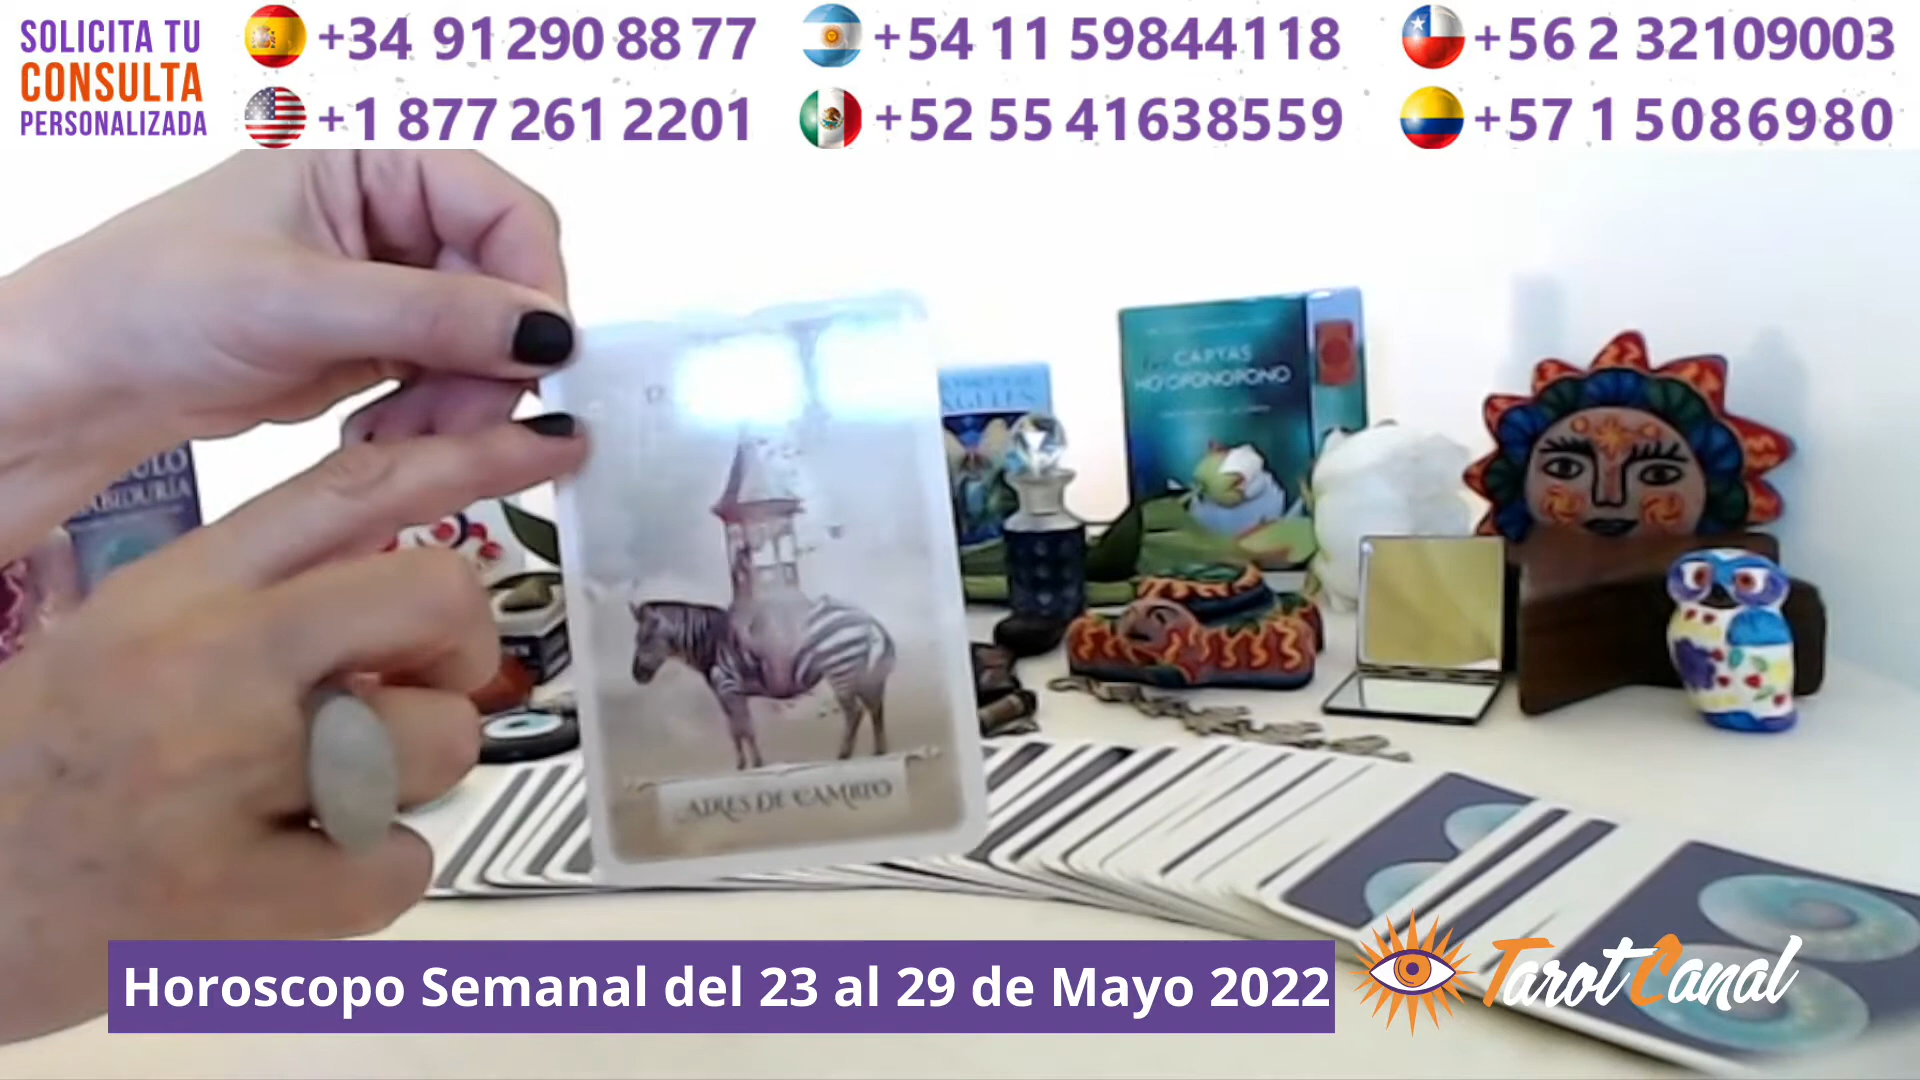 SOLICITA TU
CONSULTA
PERSONALIZADA
+34 91 290 88 77
+54 11 59844118
+56 2 32109003
+1 877 261 2201
+52 55 41638559
+57 1 5086980
CARTAS
HO'OPONOPONO
AIRES DE CAMBIO
Horoscopo Semanal del 23 al 29 de Mayo 2022
Tarot Canal